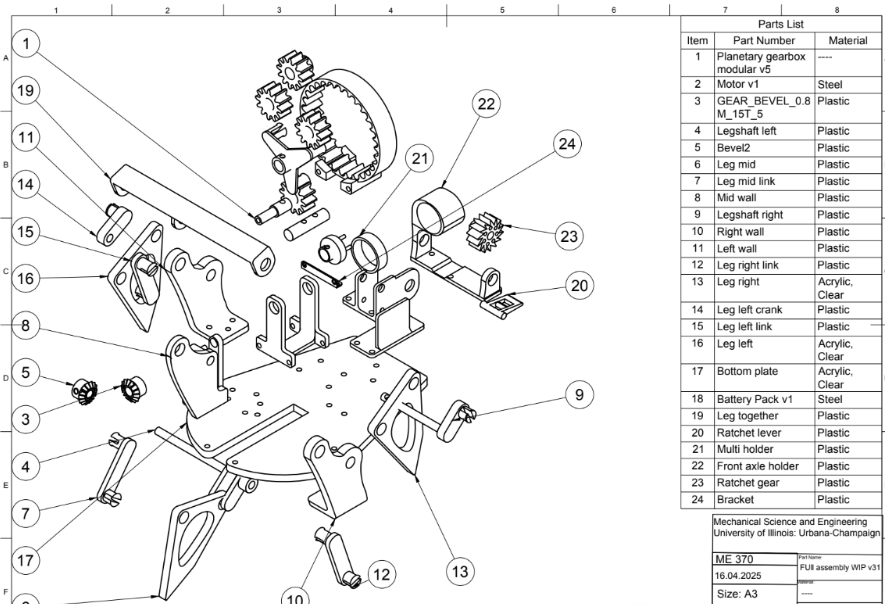 1 2 3 4 5 6 7 8
A
B
C
D
E
F
1
19
11
14
15
16
8
5
3
4
7
17
22
24
21
23
20
9
13
12
10
Parts List
Item Part Number Material
1 Planetary gearbox ----
modular v5
2 Motor v1 Steel
3 GEAR_BEVEL_0.8 Plastic
M_15T_5
4 Legshaft left Plastic
5 Bevel2 Plastic
6 Leg mid Plastic
7 Leg mid link Plastic
8 Mid wall Plastic
9 Legshaft right Plastic
10 Right wall Plastic
11 Left wall Plastic
12 Leg right link Plastic
13 Leg right Acrylic,
Clear
14 Leg left crank Plastic
15 Leg left link Plastic
16 Leg left Acrylic,
Clear
17 Bottom plate Acrylic,
Clear
18 Battery Pack v1 Steel
19 Leg together Plastic
20 Ratchet lever Plastic
21 Multi holder Plastic
22 Front axle holder Plastic
23 Ratchet gear Plastic
24 Bracket Plastic
Mechanical Science and Engineering
University of Illinois: Urbana-Champaign
ME 370
Part Name:
FUll assembly WIP v31
16.04.2025
Material:
Size: A3
----